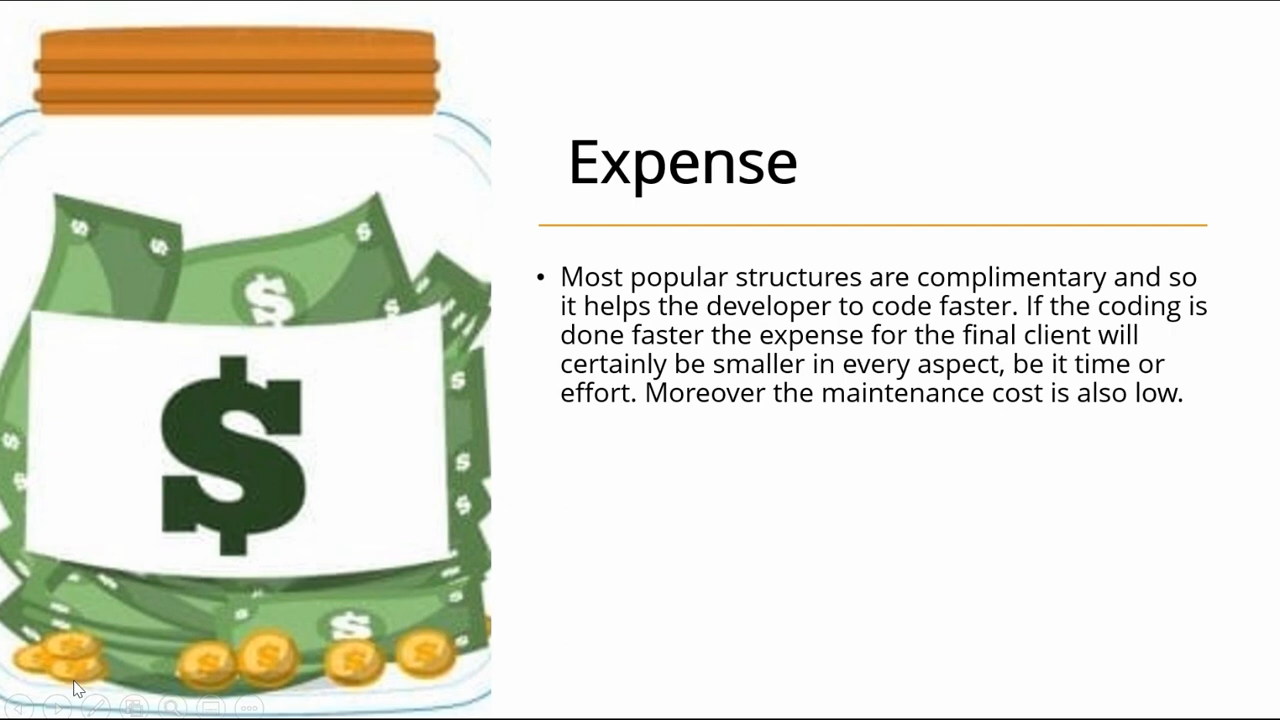 Expense
• Most popular structures are complimentary and so
it helps the developer to code faster. If the coding is
done faster the expense for the final client will
certainly be smaller in every aspect, be it time or
effort. Moreover the maintenance cost is also low.
$